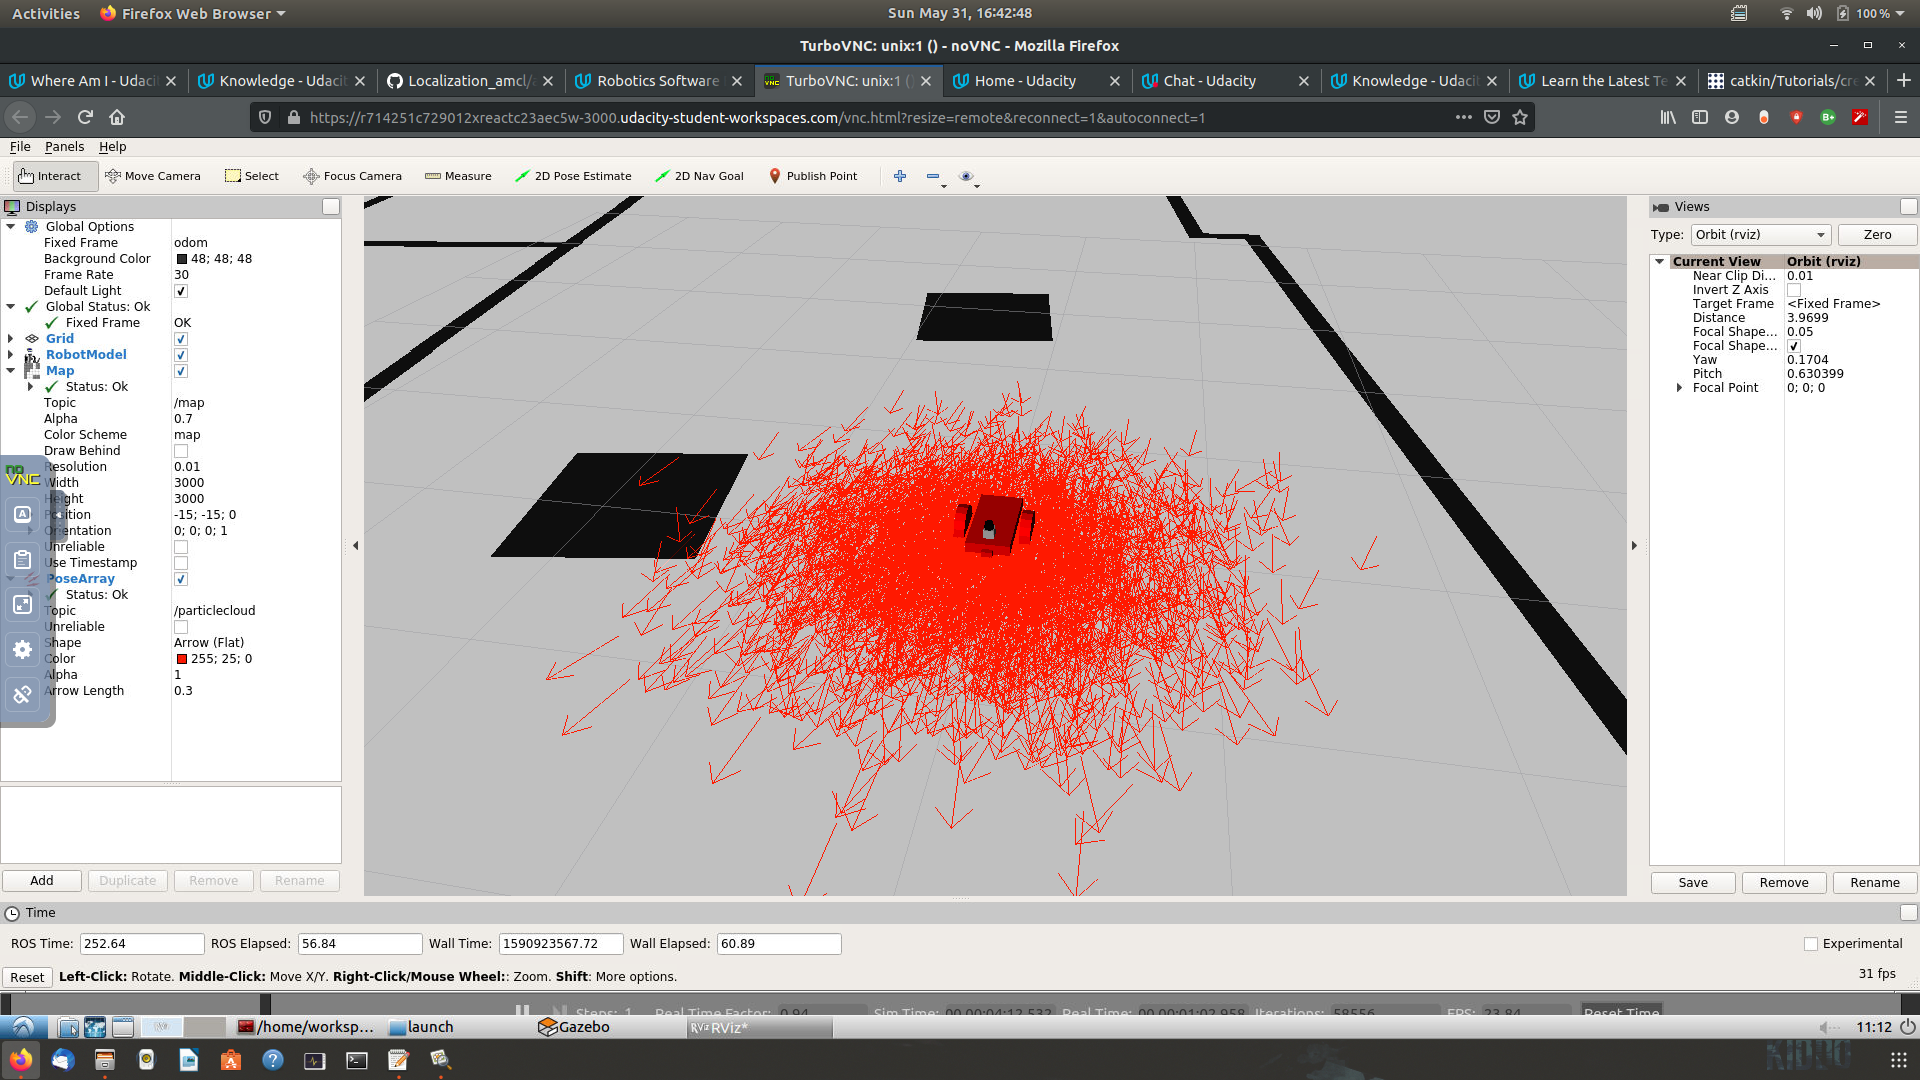 Activities Firefox Web Browser Sun May 31, 16:42:48 100 %
TurboVNC: unix:1 () - noVNC - Mozilla Firefox
Where Am I - Udaci Knowledge - Udacit Localization_amcl/a Robotics Software TurboVNC: unix:1 () Home - Udacity Chat - Udacity Knowledge - Udacit Learn the Latest Te catkin/Tutorials/cre
https://r714251c729012xreactc23aec5w-3000.udacity-student-workspaces.com/vnc.html?resize=remote&reconnect=1&autoconnect=1
File Panels Help
Interact Move Camera Select Focus Camera Measure 2D Pose Estimate 2D Nav Goal Publish Point
Displays
Global Options
Fixed Frame odom
Background Color 48; 48; 48
Frame Rate 30
Default Light
Global Status: Ok
Fixed Frame OK
Grid
RobotModel
Map
Status: Ok
Topic /map
Alpha 0.7
Color Scheme map
Draw Behind
Resolution 0.01
Width 3000
Height 3000
Position -15; -15; 0
Orientation 0; 0; 0; 1
Unreliable
Use Timestamp
PoseArray
Status: Ok
Topic /particlecloud
Unreliable
Shape Arrow (Flat)
Color 255; 25; 0
Alpha 1
Arrow Length 0.3
no
VNC
Add Duplicate Remove Rename
Views
Type: Orbit (rviz) Zero
Current View Orbit (rviz)
Near Clip Di... 0.01
Invert Z Axis
Target Frame <Fixed Frame>
Distance 3.9699
Focal Shape... 0.05
Focal Shape...
Yaw 0.1704
Pitch 0.630399
Focal Point 0; 0; 0
Save Remove Rename
Time
ROS Time: 252.64 ROS Elapsed: 56.84 Wall Time: 1590923567.72 Wall Elapsed: 60.89 Experimental
Reset Left-Click: Rotate. Middle-Click: Move X/Y. Right-Click/Mouse Wheel:: Zoom. Shift: More options. 31 fps
Steps: 1 Real Time Factor: 0.94 Sim Time: 00 00:04:12.532 Real Time: 00 00:01:02.958 Iterations: 58556 FPS: 23.84 Reset Time
/home/worksp... launch Gazebo RViz* 11:12